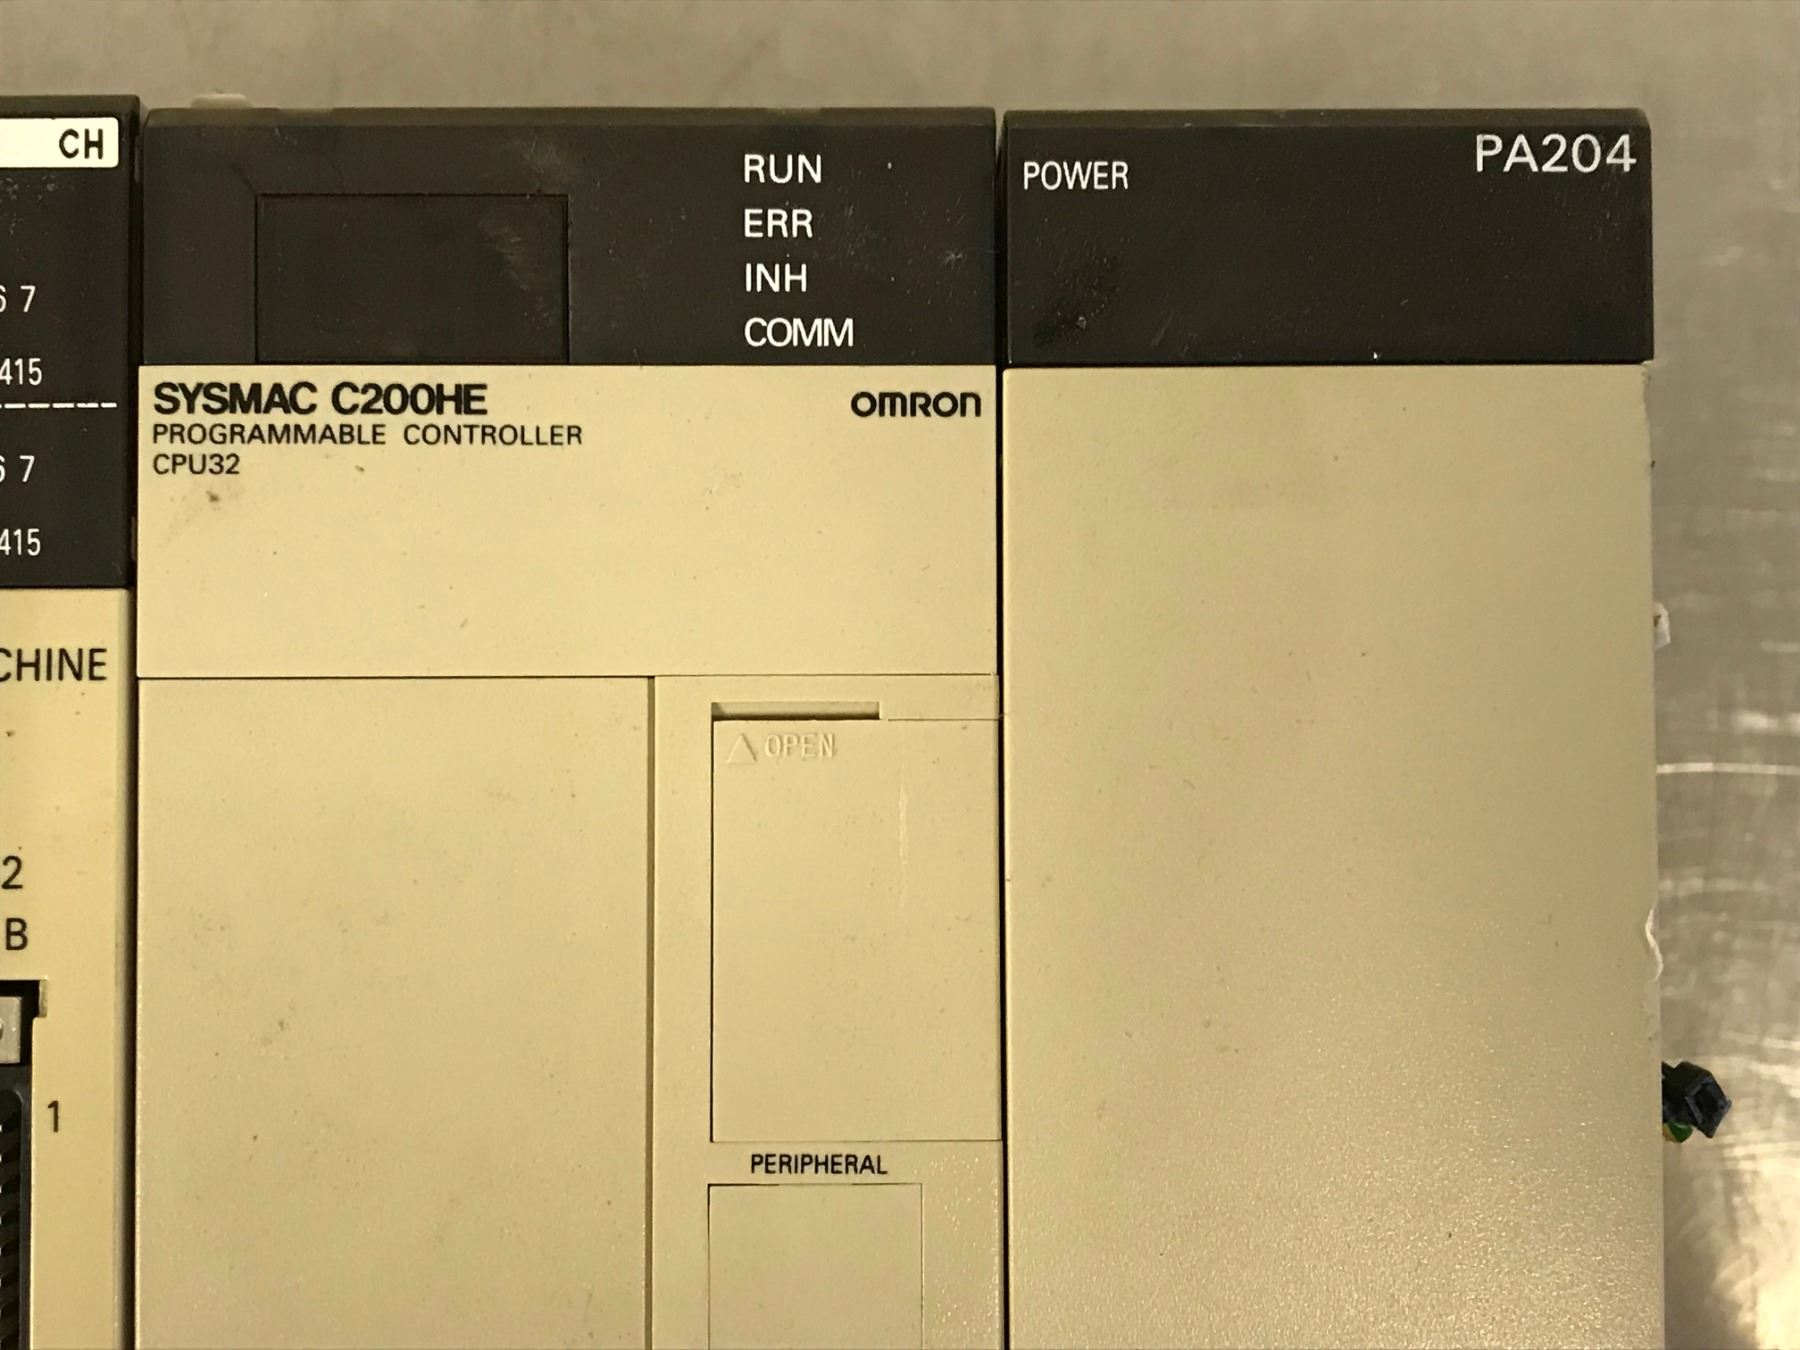 CH
6 7
415
6 7
415
CHINE
2
B
1
RUN
ERR
INH
COMM
SYSMAC C200HE
OMRON
PROGRAMMABLE CONTROLLER
CPU32
OPEN
PERIPHERAL
POWER
PA204